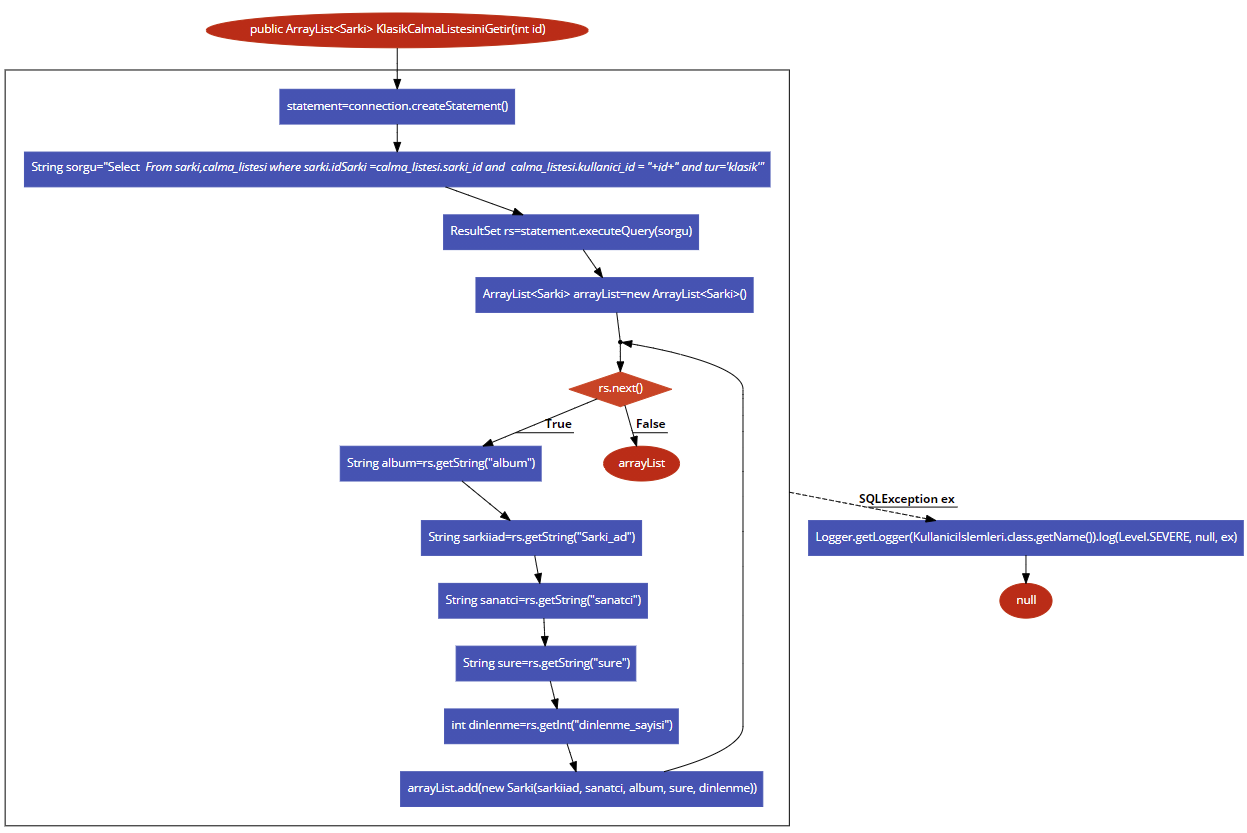 public ArrayList<Sarki> KlasikCalmaListesiniGetir(int id)
statement=connection.createStatement()
String sorgu="Select From sarki,calma_listesi where sarki.idSarki =calma_listesi.sarki_id and calma_listesi.kullanici_id = "+id+" and tur='klasik'"
ResultSet rs=statement.executeQuery(sorgu)
ArrayList<Sarki> arrayList=new ArrayList<Sarki>()
rs.next()
True
False
String album=rs.getString("album")
arrayList
SQLException ex
String sarkiiad=rs.getString("Sarki_ad")
Logger.getLogger(KullaniciIslemleri.class.getName()).log(Level.SEVERE, null, ex)
String sanatci=rs.getString("sanatci")
null
String sure=rs.getString("sure")
int dinlenme=rs.getInt("dinlenme_sayisi")
arrayList.add(new Sarki(sarkiiad, sanatci, album, sure, dinlenme))